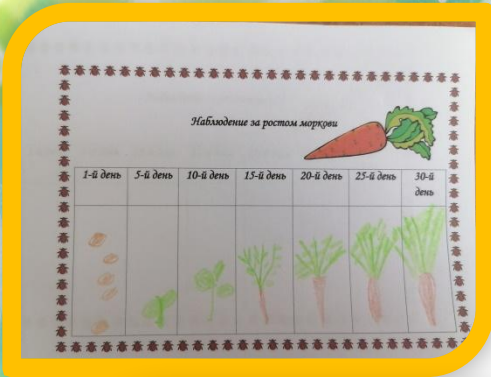 Наблюдение за ростом моркови
1-й день 5-й день 10-й день 15-й день 20-й день 25-й день 30-й
день